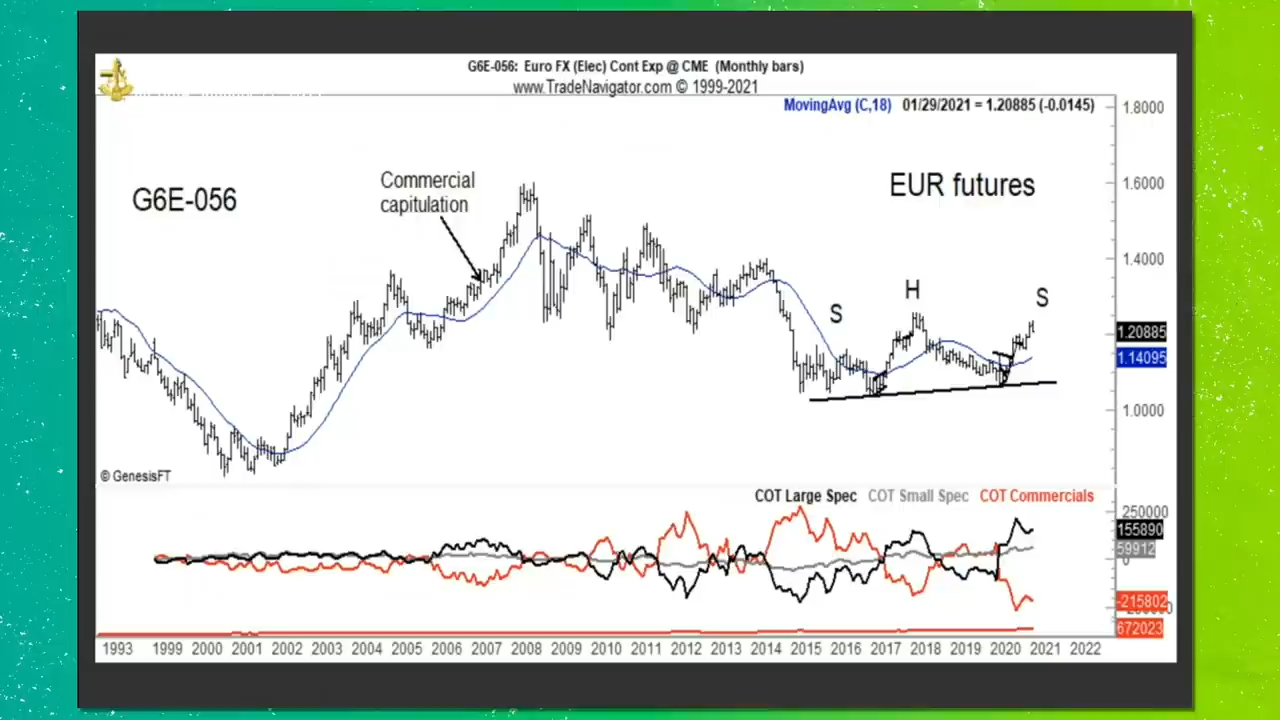 G6E-056: Euro FX (Elec) Cont Exp @ CME (Monthly bars)
www.TradeNavigator.com © 1999-2021
MovingAvg (C,18) 01/29/2021 = 1.20885 (-0.0145)
1.8000
G6E-056
Commercial
capitulation
EUR futures
1.6000
1.4000
S
H
S
1.20885
1.14095
1.0000
© GenesisFT
COT Large Spec COT Small Spec COT Commercials
250000
155890
59912
0
-215802
672023
1993 1999 2000 2001 2002 2003 2004 2005 2006 2007 2008 2009 2010 2011 2012 2013 2014 2015 2016 2017 2018 2019 2020 2021 2022